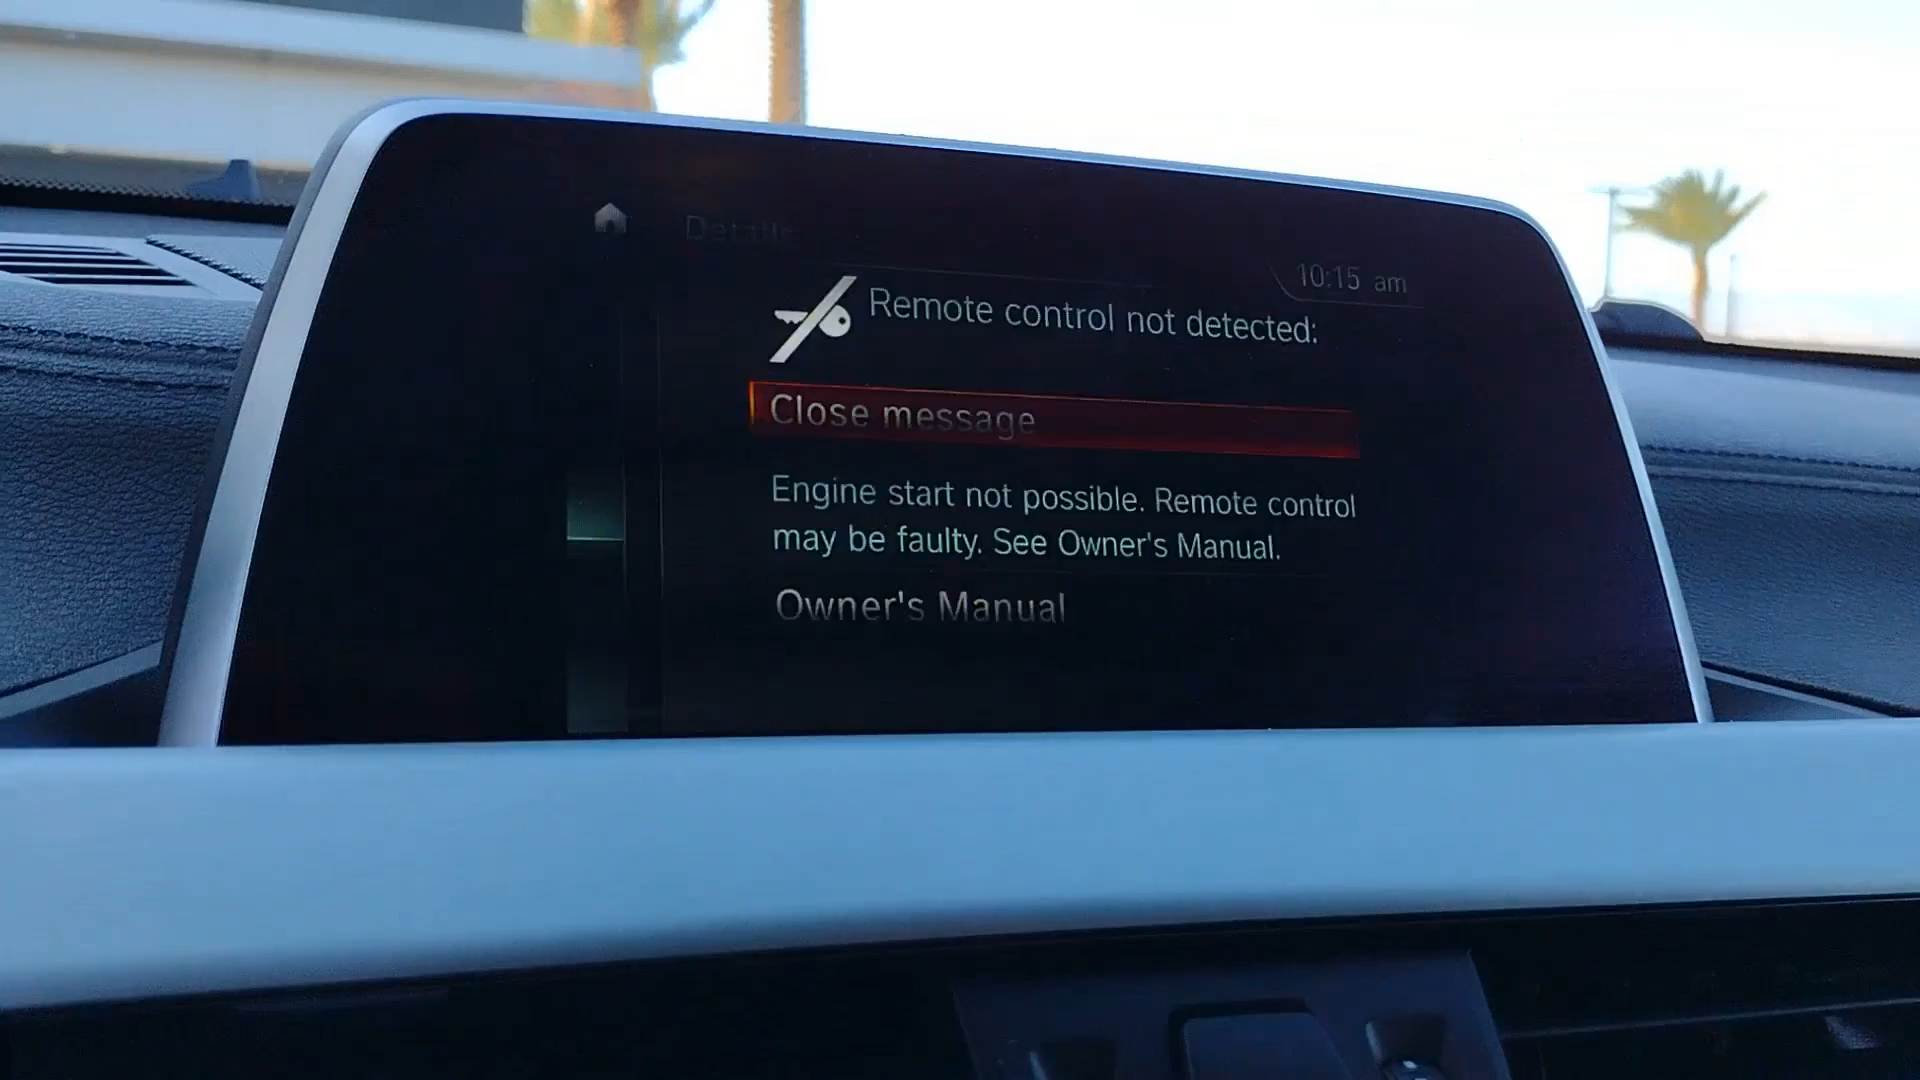 Details
10:15 am
Remote control not detected:
Close message
Engine start not possible. Remote control
may be faulty. See Owner's Manual.
Owner's Manual